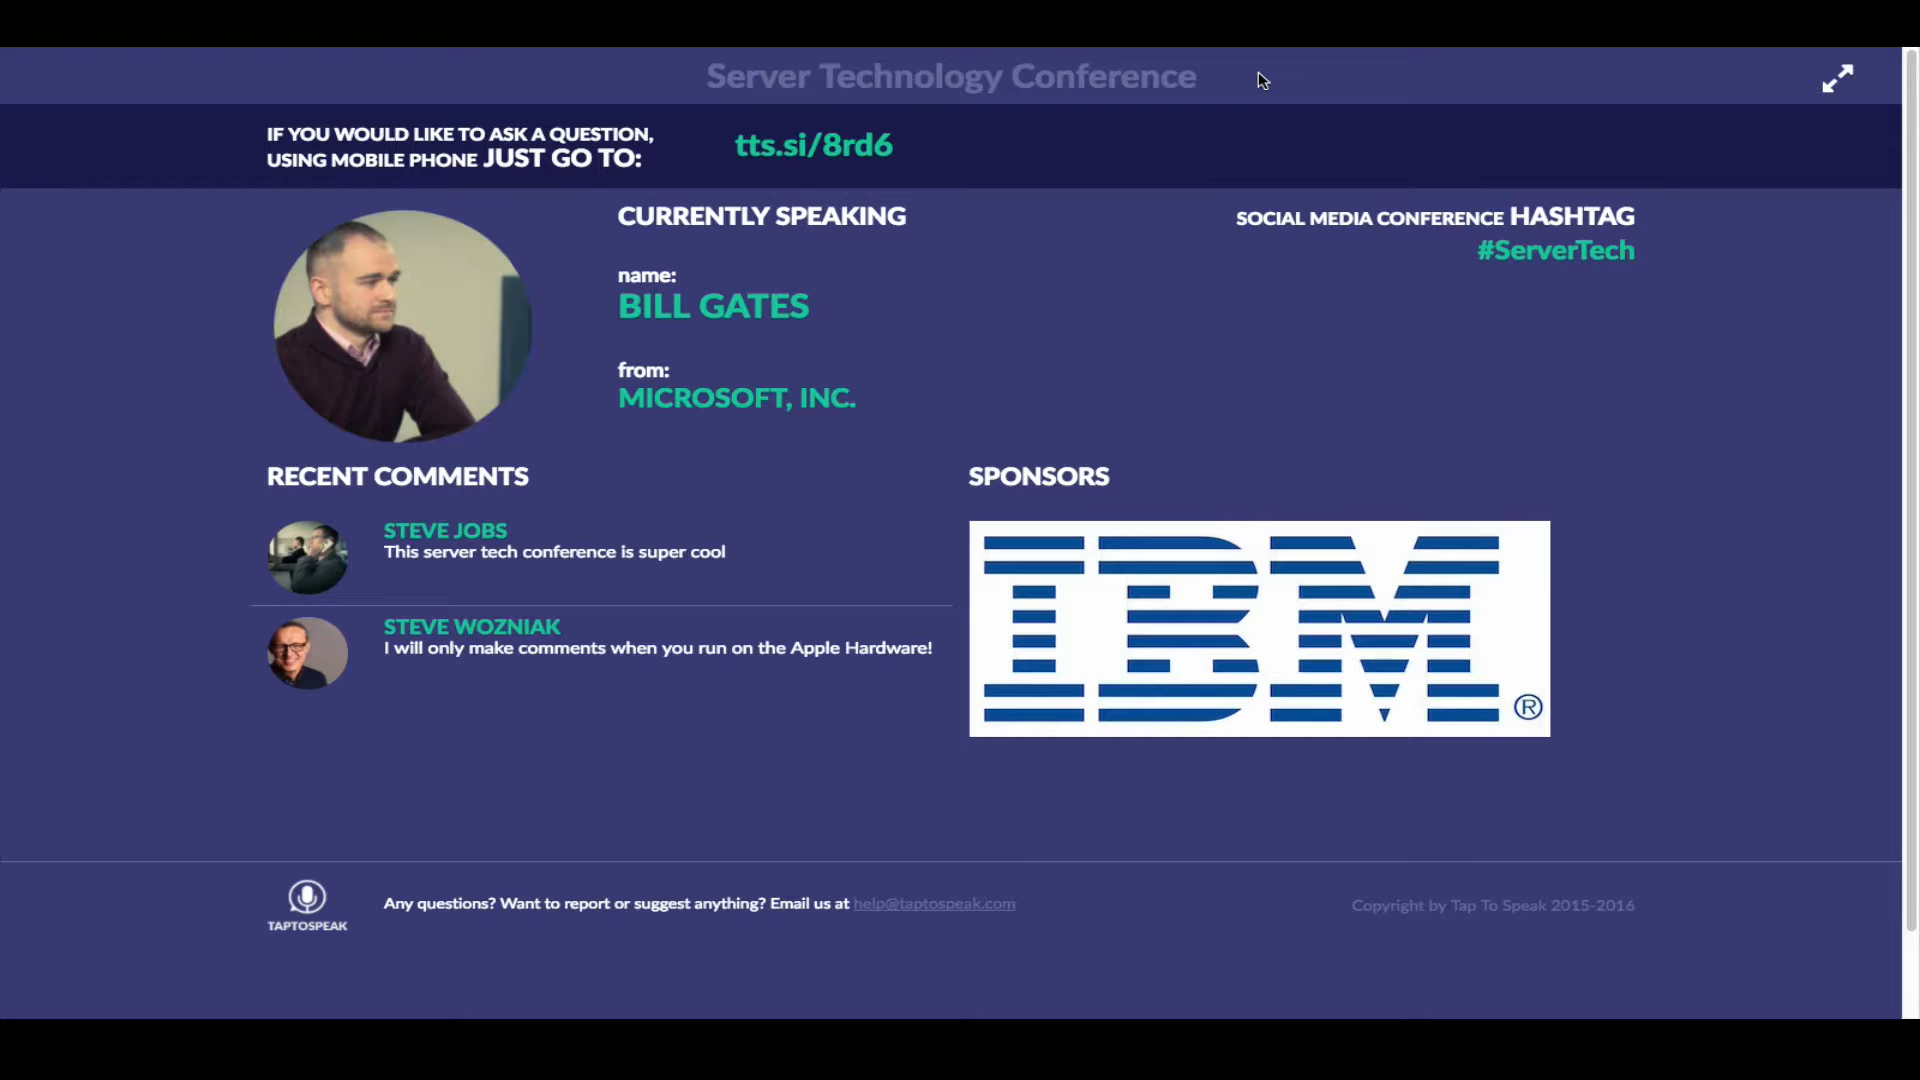 Server Technology Conference
IF YOU WOULD LIKE TO ASK A QUESTION,
USING MOBILE PHONE JUST GO TO:
tts.si/8rd6
CURRENTLY SPEAKING
name:
BILL GATES
from:
MICROSOFT, INC.
SOCIAL MEDIA CONFERENCE HASHTAG
#ServerTech
RECENT COMMENTS
STEVE JOBS
This server tech conference is super cool
STEVE WOZNIAK
I will only make comments when you run on the Apple Hardware!
SPONSORS
IBM®
TAPTOSPEAK
Any questions? Want to report or suggest anything? Email us at help@taptospeak.com
Copyright by Tap To Speak 2015-2016